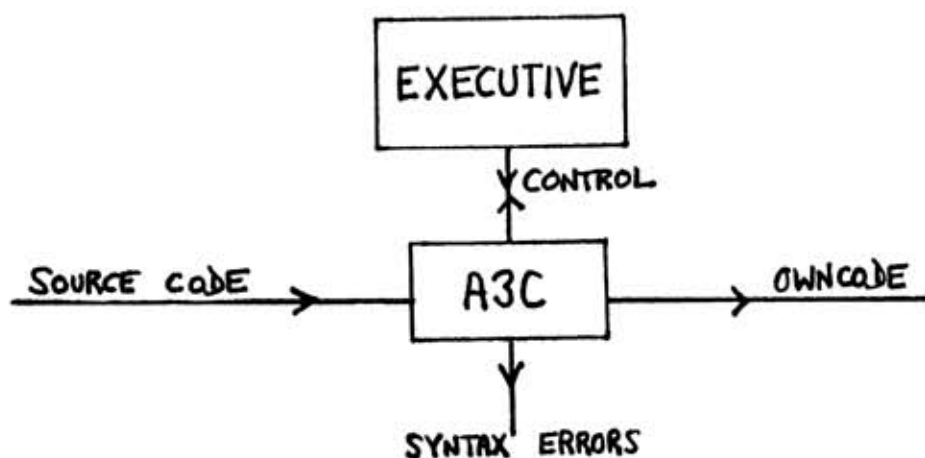 EXECUTIVE
CONTROL
SOURCE CODE
A3C
OWNCODE
SYNTAX ERRORS